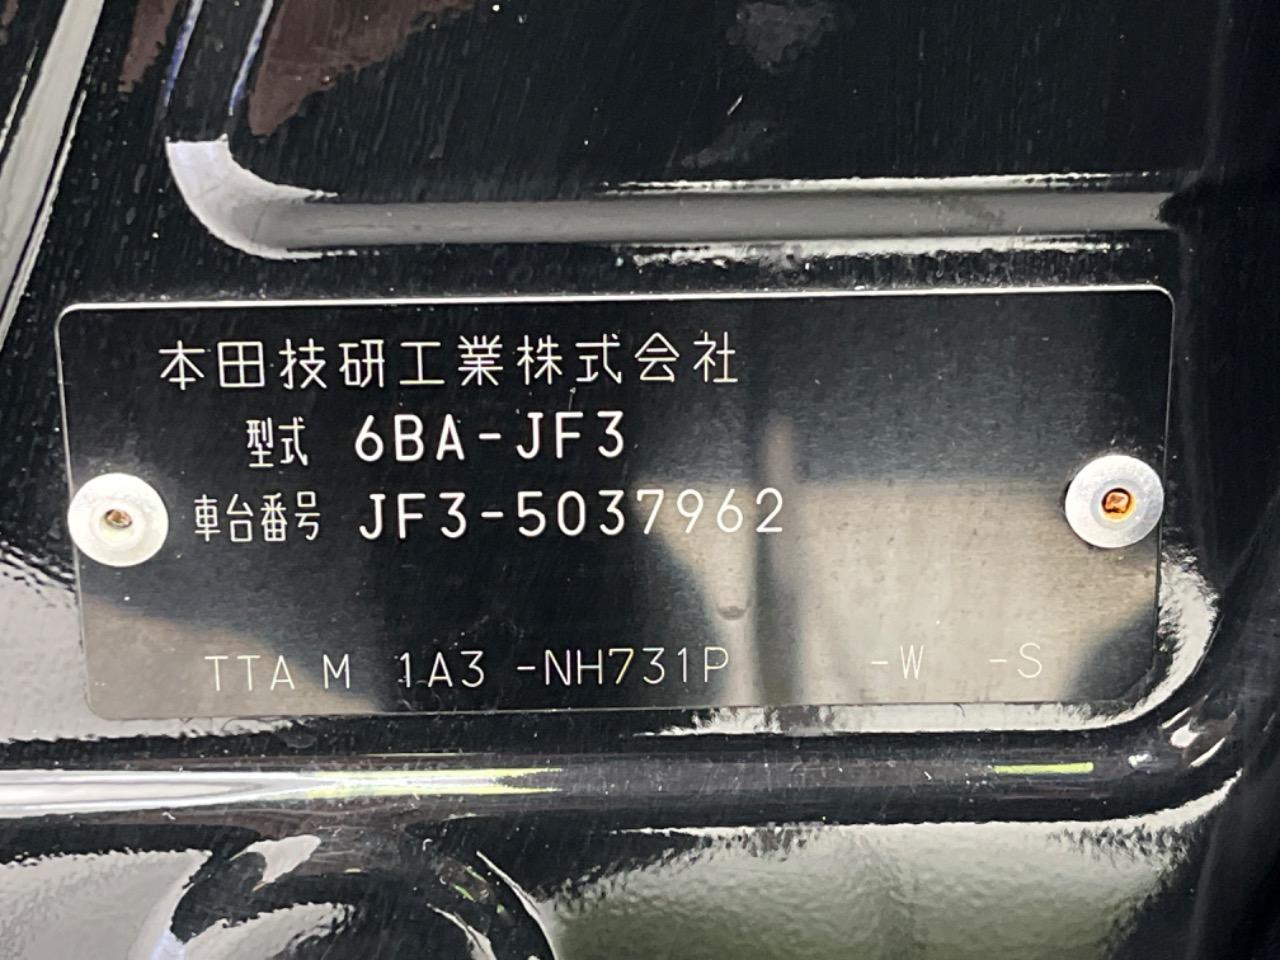 本田技研工業株式会社
型式 6BA-JF3
車台番号 JF3-5037962
TTA M 1A3 -NH731P -W -S